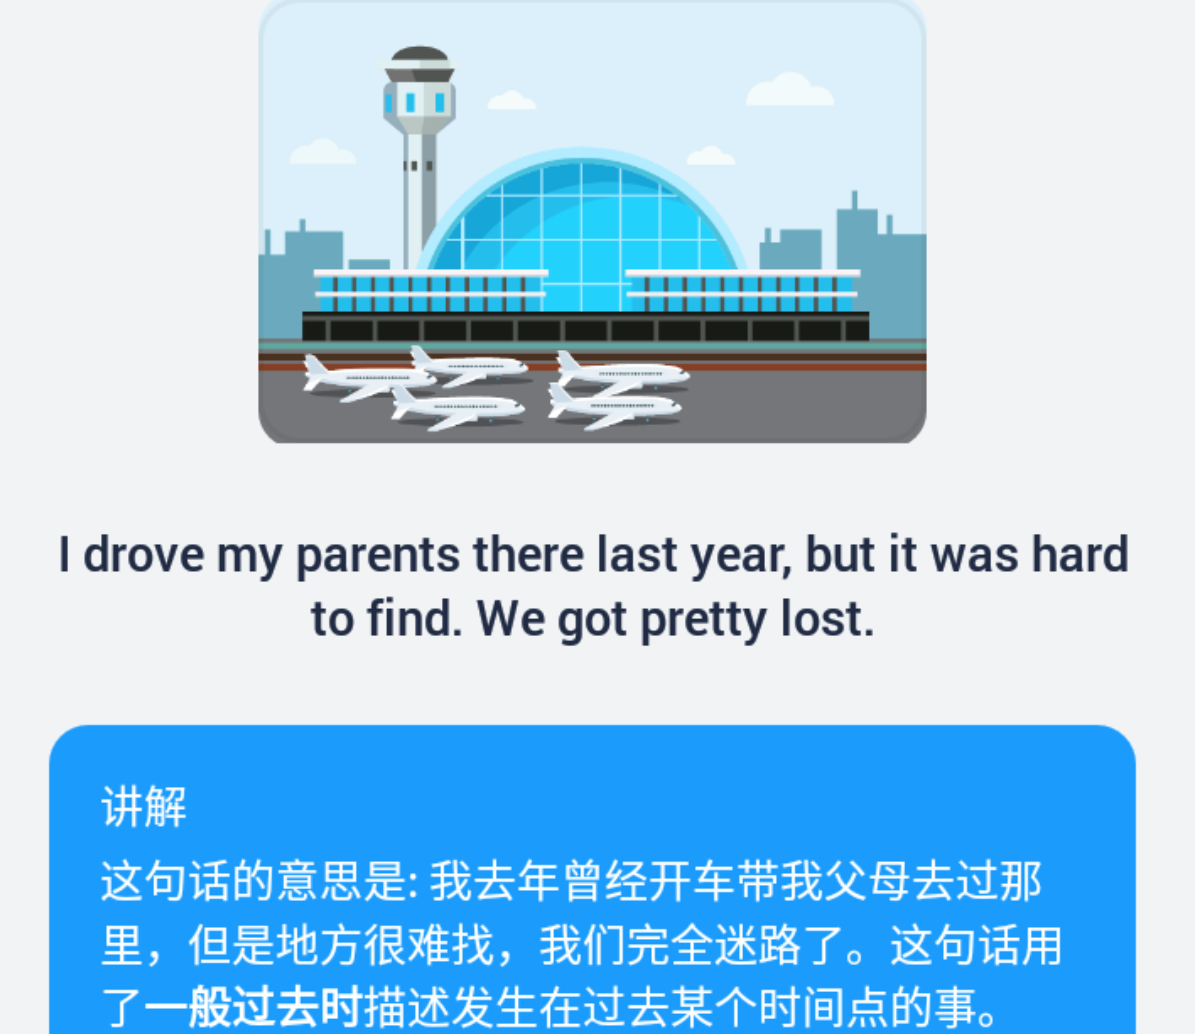 I drove my parents there last year, but it was hard
to find. We got pretty lost.
讲解
这句话的意思是: 我去年曾经开车带我父母去过那
里，但是地方很难找，我们完全迷路了。这句话用
了一般过去时描述发生在过去某个时间点的事。